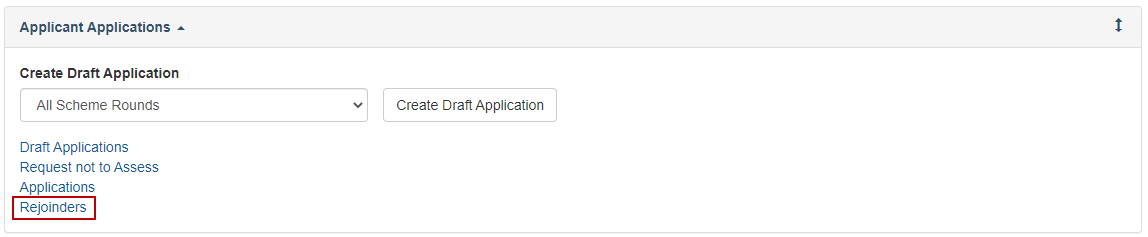 Applicant Applications
Create Draft Application
All Scheme Rounds
Create Draft Application
Draft Applications
Request not to Assess
Applications
Rejoinders